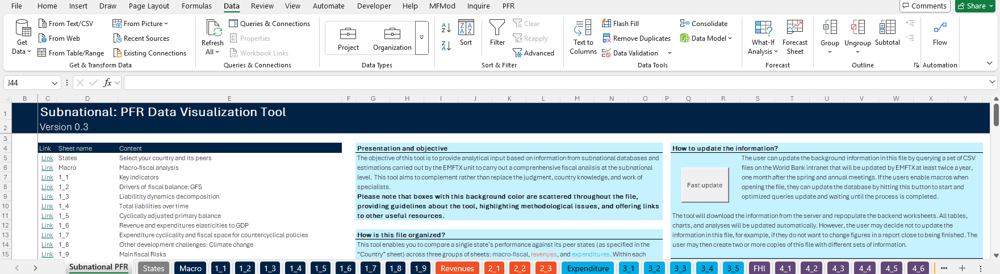 File Home Insert Draw Page Layout Formulas Data Review View Automate Developer Help MFMod Inquire PFR Comments Share
From Text/CSV From Picture Queries & Connections Clear Flash Fill Consolidate
Get Data From Web Recent Sources Refresh All Properties Project Organization Sort Filter Reapply Text to Columns Remove Duplicates Data Model What-If Analysis Forecast Sheet Group Ungroup Subtotal Flow
From Table/Range Existing Connections Workbook Links Advanced Data Validation
Get & Transform Data Queries & Connections Data Types Sort & Filter Data Tools Forecast Outline Automation
J44 fx
B C D E F G H I J K L M N O P Q R S T U V W X Y
1 Subnational: PFR Data Visualization Tool
2 Version 0.3
3
4 Link Sheet name Content
5 Link States Select your country and its peers
6 Link Macro Macro-fiscal analysis
7 Link 1_1 Key indicators
8 Link 1_2 Drivers of fiscal balance: GFS
9 Link 1_3 Liabilitity dynamics decomposition
10 Link 1_4 Total liabilities over time
11 Link 1_5 Cyclically adjusted primary balance
12 Link 1_6 Revenue and expenditures elasticities to GDP
13 Link 1_7 Expenditure cyclicality and fiscal space for countercyclical policies
14 Link 1_8 Other development challenges: Climate change
15 Link 1_9 Main fiscal Risks
Presentation and objective
The objective of this tool is to provide analytical input based on information from subnational databases and
estimations carried out by the EMFTX unit to carry out a comprenhensive fiscal analisis at the subnational
level. This tool aims to complement rather than replace the judgment, country knowledge, and work of
specialists.
Please note that boxes with this background color are scattered throughout the file,
providing guidelines about the tool, highlighting methodological issues, and offering links
to other useful resources.
How is this file organized?
This tool enables you to compare a single state's performance against its peer states (as specified in the
"Country" sheet) across three groups of sheets: macro-fiscal, revenues, and expenditures. Within each
How to update the information?
Fast update
The user can update the background information in this file by querying a set of CSV
files on the World Bank intranet that will be updated by EMFTX at least twice a year,
one month after the spring and annual meetings. If the users enable macros when
opening the file, they can update the database by hitting this button to start and
optimized queries update and waiting until the process is completed.
The tool will download the information from the server and repopulate the backend worksheets. All tables,
charts, and analyses will be updated automatically. However, the user may decide not to update the
information in this file, for example, if they do not want to change figures in a report close to being finished. The
user may then create two or more copies of this file with different sets of information.
Subnational PFR States Macro 1_1 1_2 1_3 1_4 1_5 1_6 1_7 1_8 1_9 Revenues 2_1 2_2 2_3 Expenditure 3_1 3_2 3_3 3_4 3_5 FHI 4_1 4_2 4_3 4_4 4_5 4_6